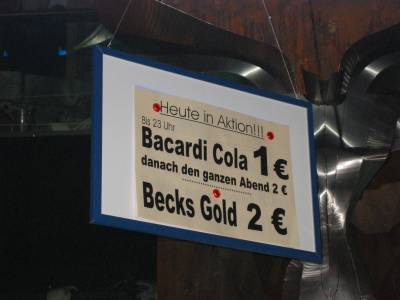 Heute in Aktion!!!
Bis 23 Uhr
Bacardi Cola 1 €
danach den ganzen Abend 2 €
Becks Gold 2 €